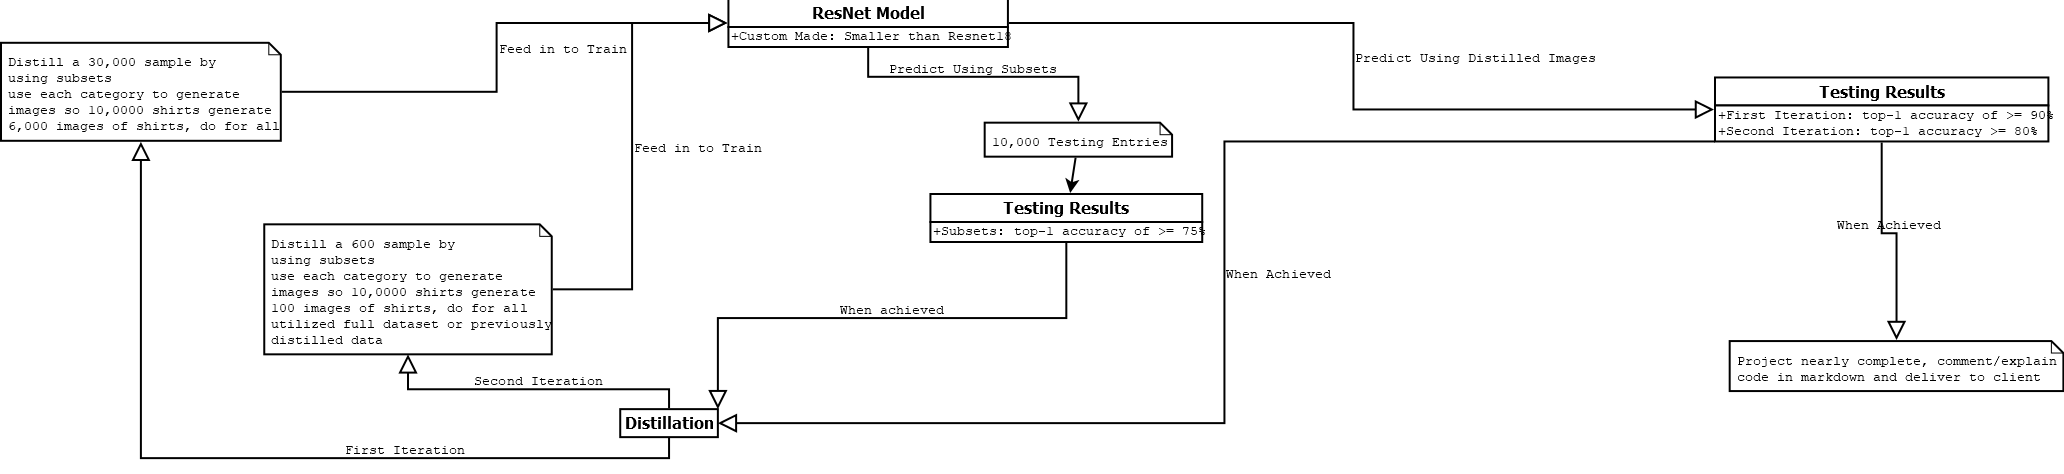 ResNet Model
+Custom Made: Smaller than Resnet18
Feed in to Train
Distill a 30,000 sample by
using subsets
use each category to generate
images so 10,0000 shirts generate
6,000 images of shirts, do for all
Predict Using Subsets
Predict Using Distilled Images
Testing Results
+First Iteration: top-1 accuracy of >= 90%
+Second Iteration: top-1 accuracy >= 80%
10,000 Testing Entries
Feed in to Train
Testing Results
+Subsets: top-1 accuracy of >= 75%
When Achieved
Distill a 600 sample by
using subsets
use each category to generate
images so 10,0000 shirts generate
100 images of shirts, do for all
utilized full dataset or previously
distilled data
When Achieved
When achieved
Project nearly complete, comment/explain
code in markdown and deliver to client
Second Iteration
Distillation
First Iteration